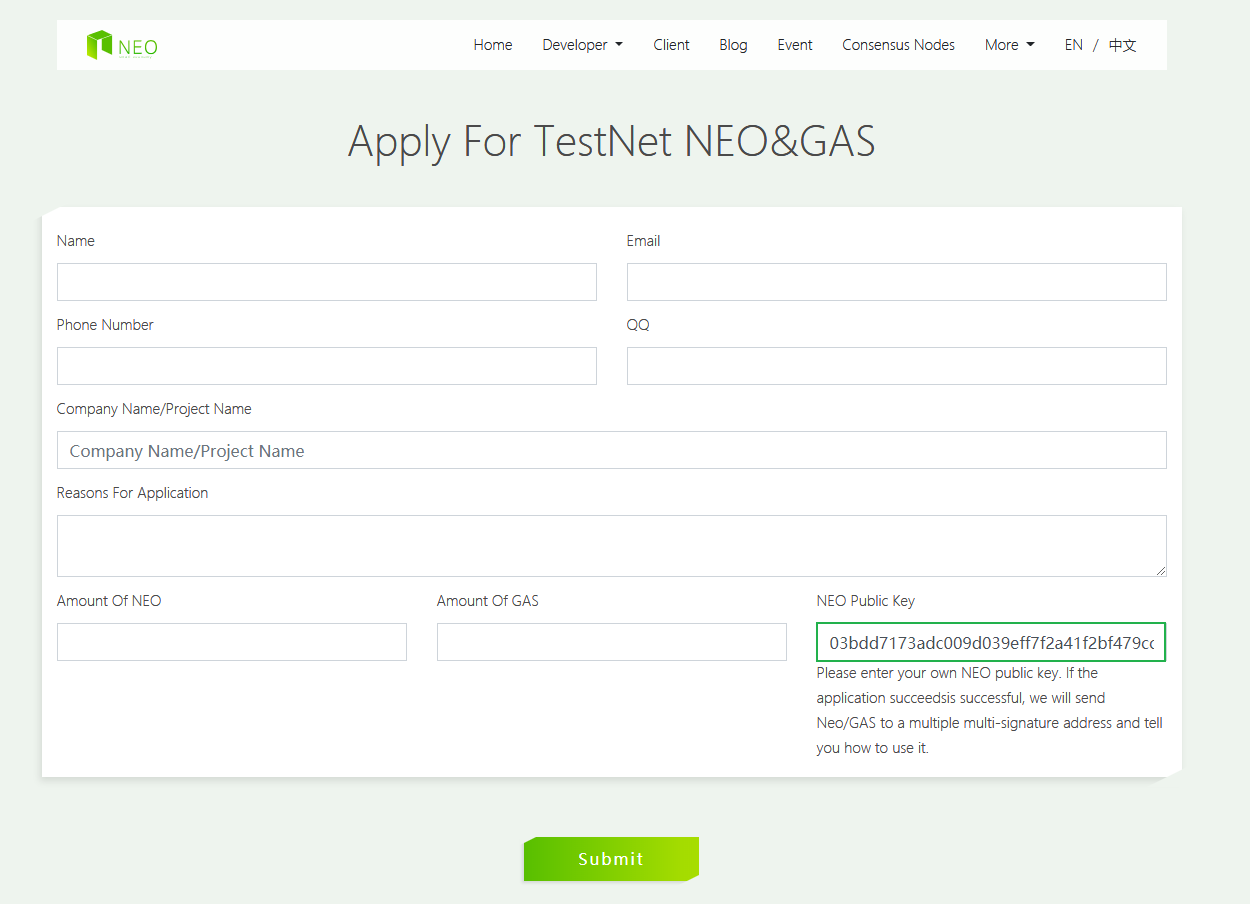 NEO
Home Developer Client Blog Event Consensus Nodes More EN / 中文
Apply For TestNet NEO&GAS
Name Email
Phone Number QQ
Company Name/Project Name
Company Name/Project Name
Reasons For Application
Amount Of NEO Amount Of GAS NEO Public Key
03bdd7173adc009d039eff7f2a41f2bf479cc
Please enter your own NEO public key. If the
application succeedsis successful, we will send
Neo/GAS to a multiple multi-signature address and tell
you how to use it.
Submit